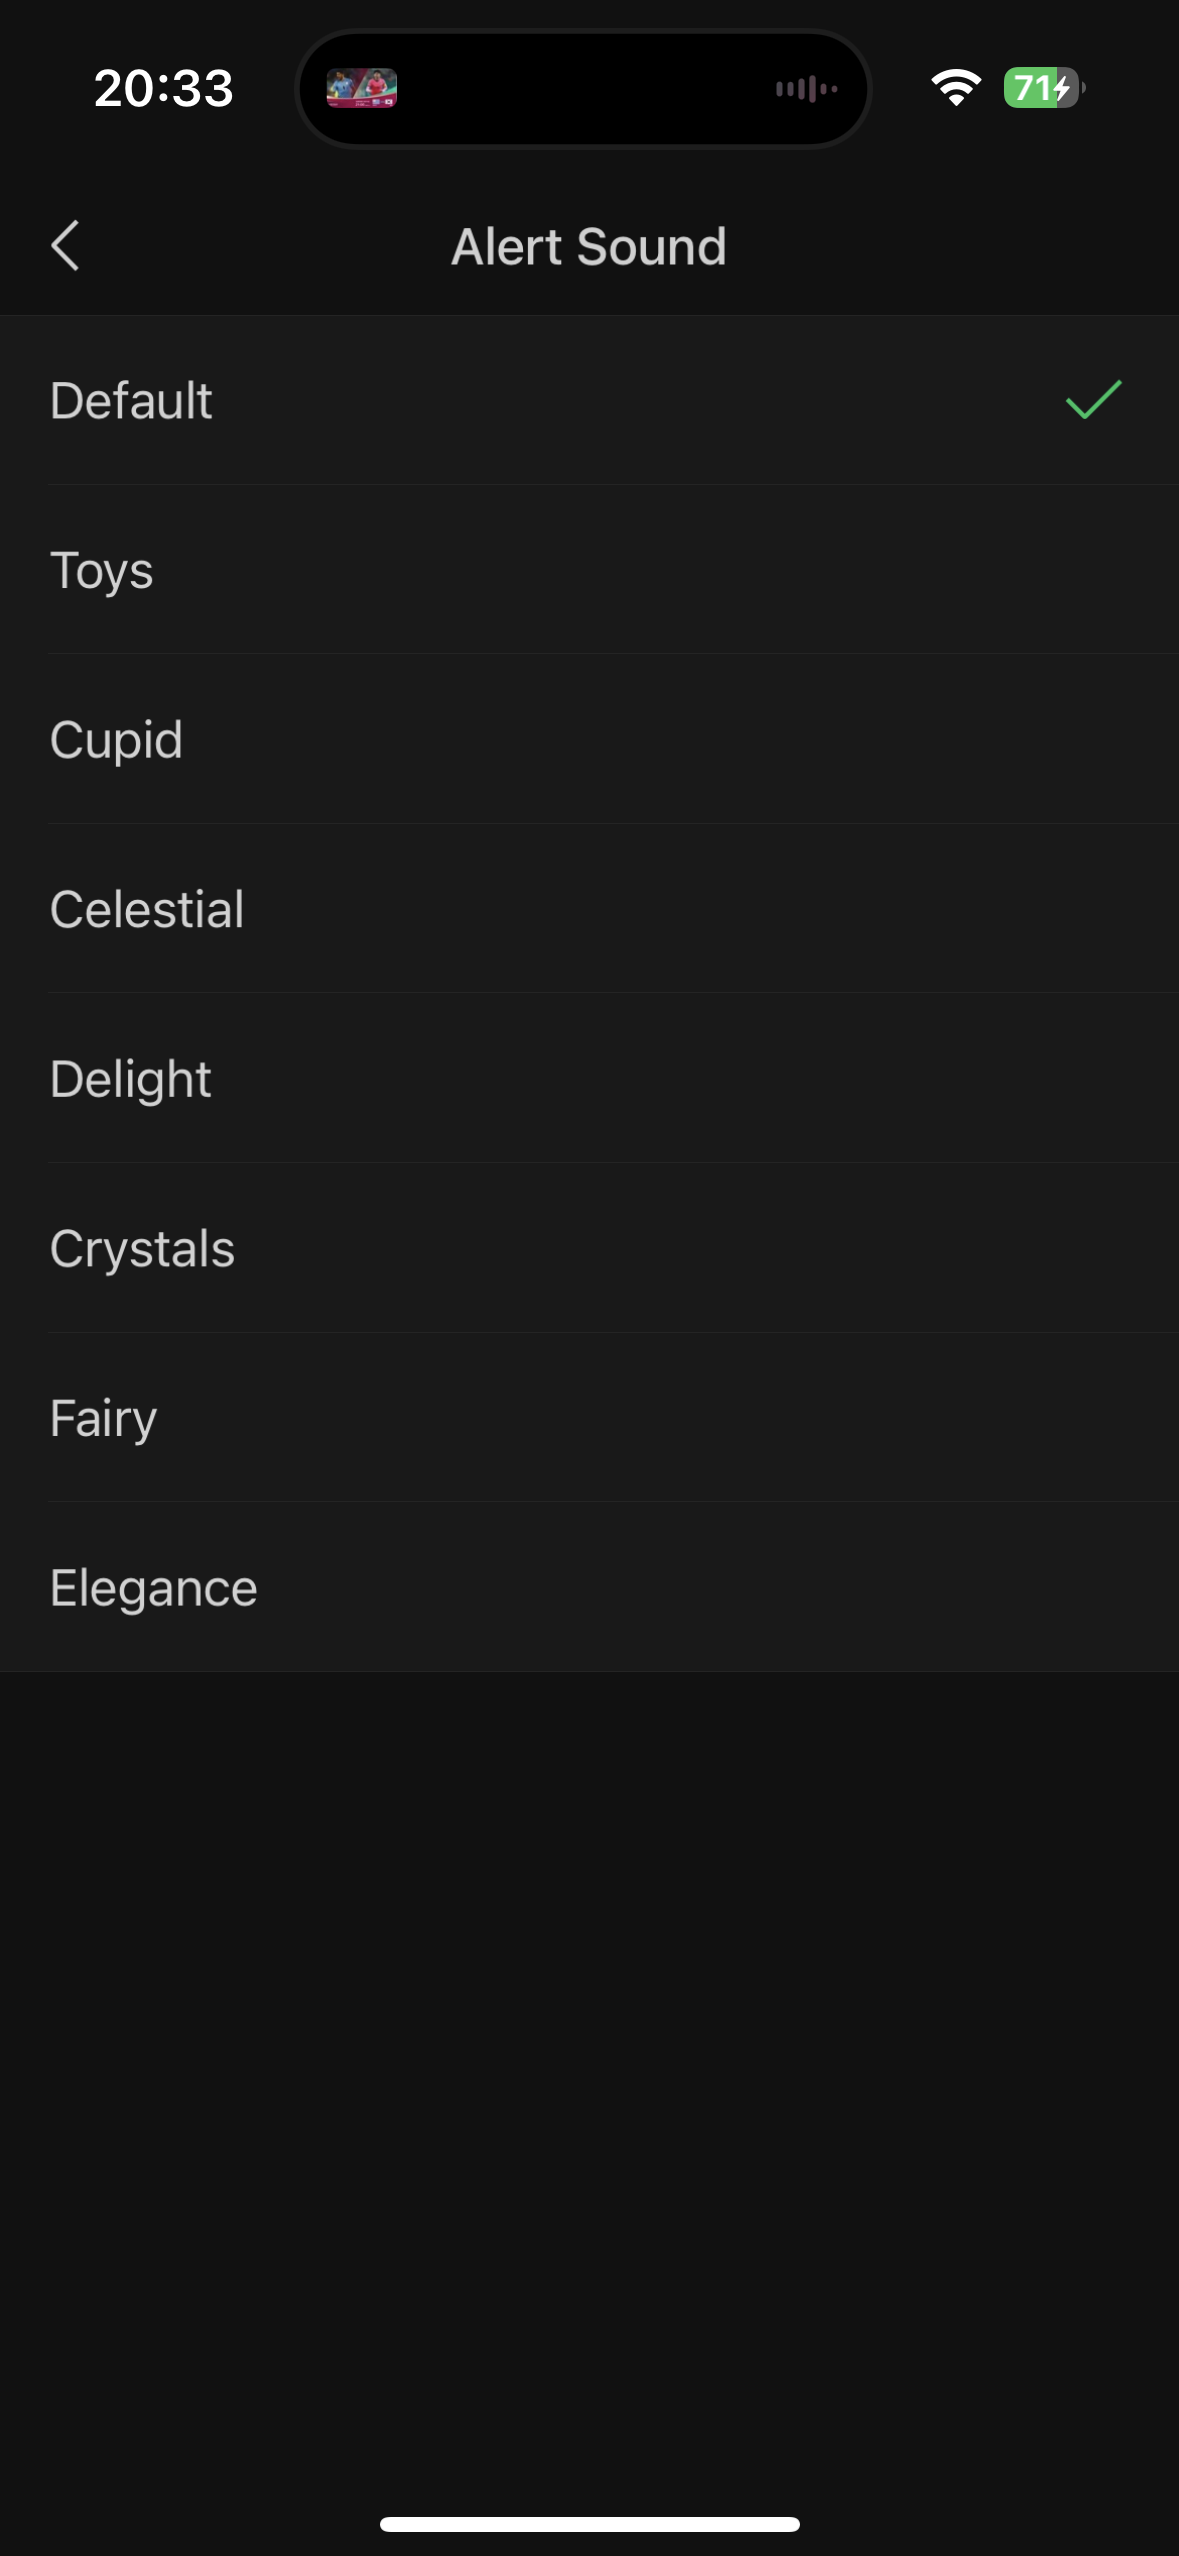 20:33
71
Alert Sound
Default
Toys
Cupid
Celestial
Delight
Crystals
Fairy
Elegance